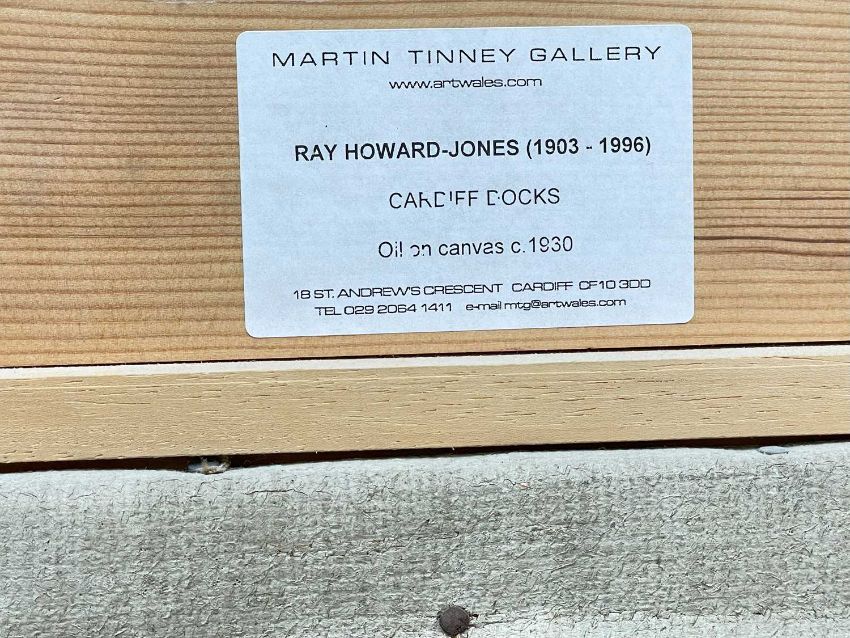 MARTIN TINNEY GALLERY
www.artwales.com
RAY HOWARD-JONES (1903 - 1996)
CARDIFF DOCKS
Oil on canvas c.1930
18 ST. ANDREW'S CRESCENT CARDIFF CF10 3DD
TEL 029 2064 1411 e-mail mtg@artwales.com